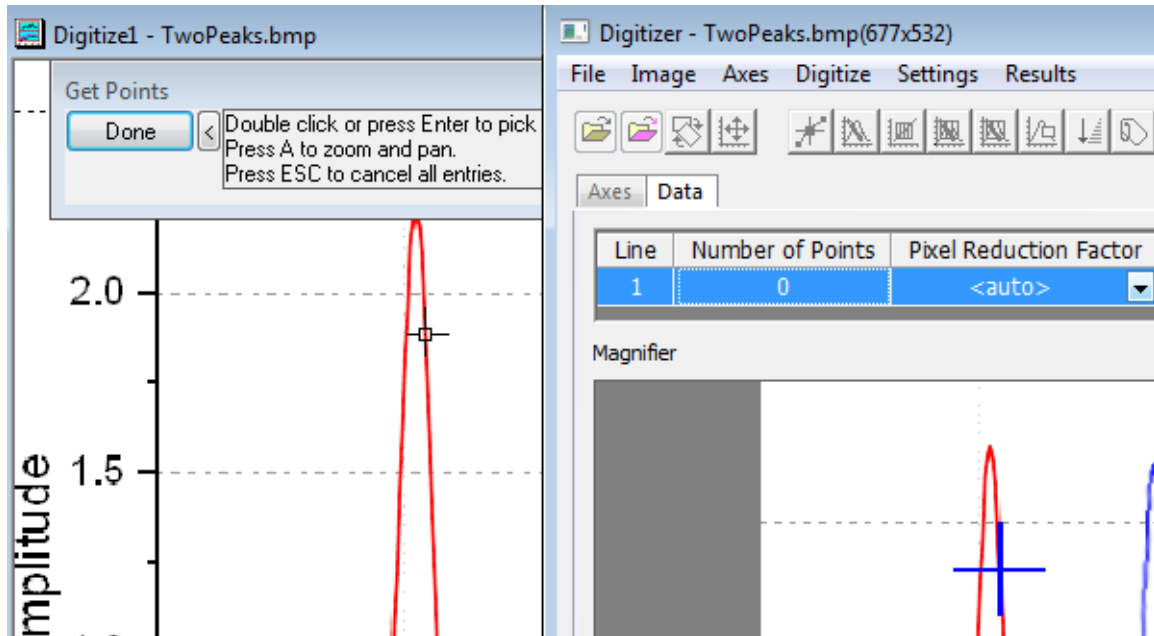 Digitize1 - TwoPeaks.bmp
Get Points
Done
<
Double click or press Enter to pick
Press A to zoom and pan.
Press ESC to cancel all entries.
2.0
1.5
mplitude
Digitizer - TwoPeaks.bmp(677x532)
File Image Axes Digitize Settings Results
Axes Data
Line Number of Points Pixel Reduction Factor
1 0 <auto>
Magnifier